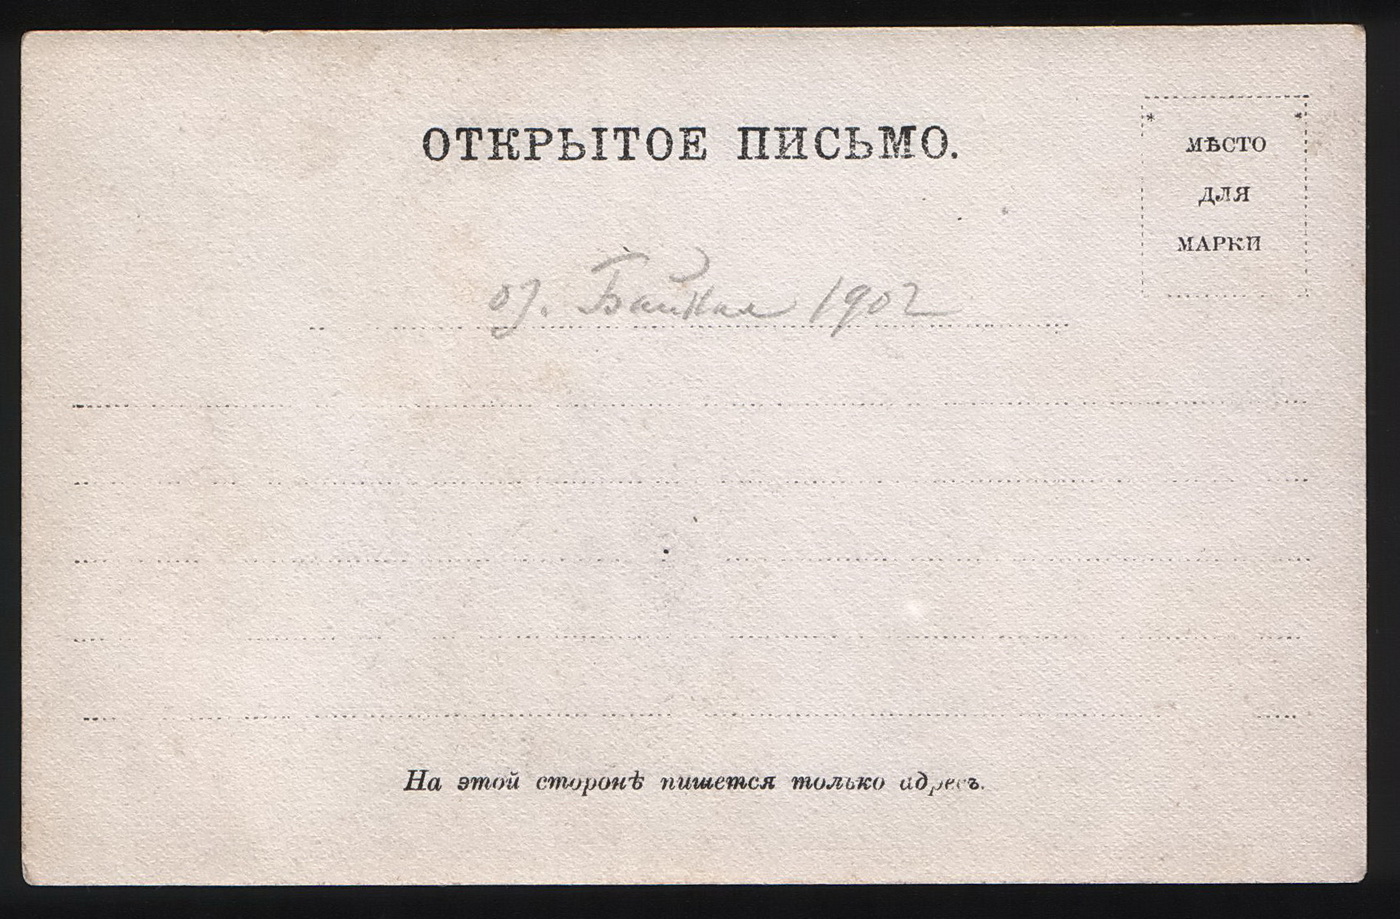 ОТКРЫТОЕ ПИСЬМО.
МѢСТО
ДЛЯ
МАРКИ
оз. Байкал 1902
На этой сторонѣ пишется только адресъ.